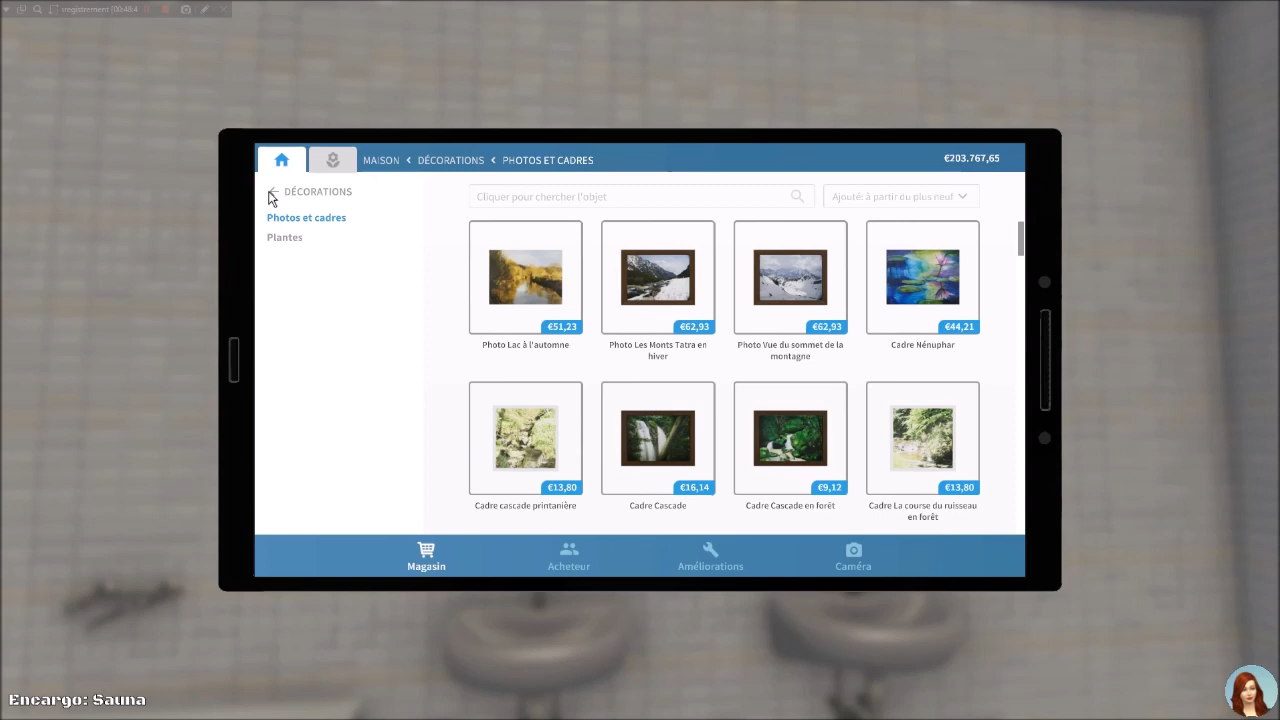 MAISON < DÉCORATIONS < PHOTOS ET CADRES
€203.767,65
DÉCORATIONS
Photos et cadres
Plantes
Cliquer pour chercher l'objet
Ajouté: à partir du plus neuf
€51,23
€62,93
€62,93
€44,21
Photo Lac à l'automne
Photo Les Monts Tatra en
hiver
Photo Vue du sommet de la
montagne
Cadre Nénuphar
€13,80
€16,14
€9,12
€13,80
Cadre cascade printanière
Cadre Cascade
Cadre Cascade en forêt
Cadre La course du ruisseau
en forêt
Magasin
Acheteur
Améliorations
Caméra
Encargo: Sauna